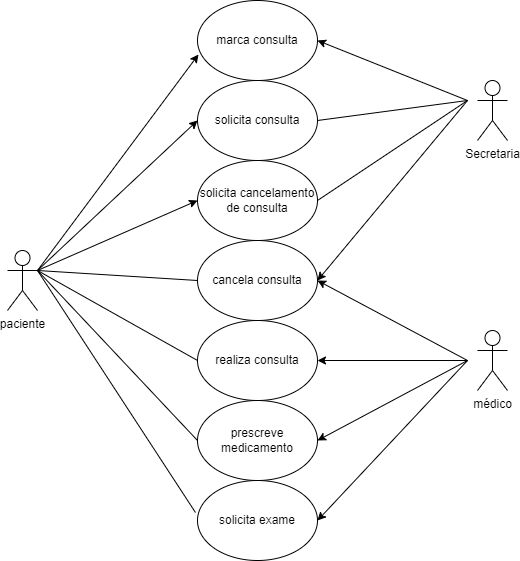 marca consulta
solicita consulta
Secretaria
solicita cancelamento
de consulta
cancela consulta
paciente
realiza consulta
médico
prescreve
medicamento
solicita exame